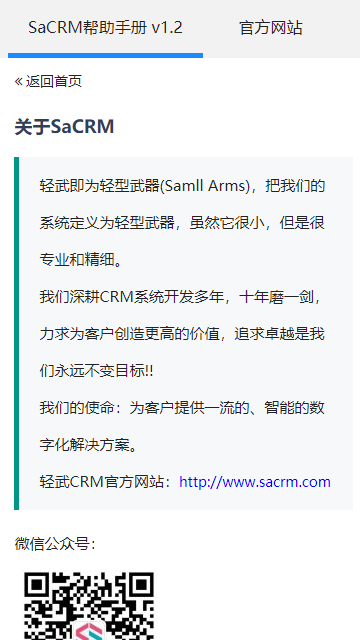 SaCRM帮助手册 v1.2
官方网站
« 返回首页
关于SaCRM
轻武即为轻型武器(Samll Arms)，把我们的
系统定义为轻型武器，虽然它很小，但是很
专业和精细。
我们深耕CRM系统开发多年，十年磨一剑，
力求为客户创造更高的价值，追求卓越是我
们永远不变目标!!
我们的使命：为客户提供一流的、智能的数
字化解决方案。
轻武CRM官方网站：http://www.sacrm.com
微信公众号：